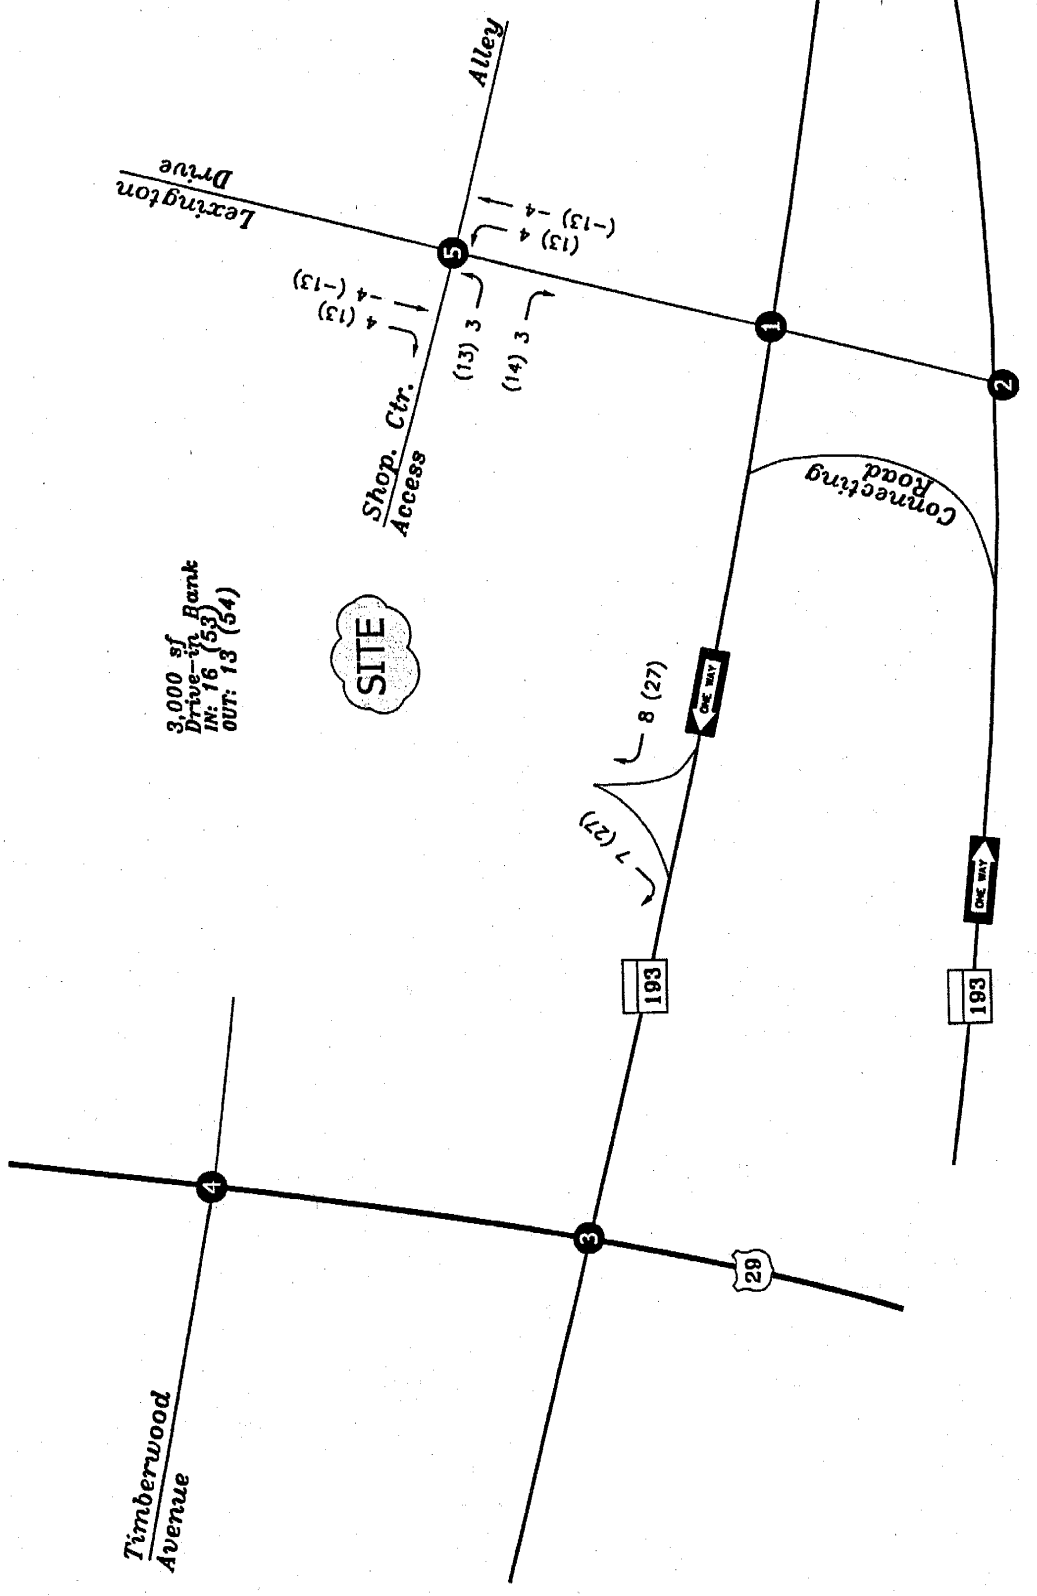 Alley
Lexington
Drive
5
-4 (-13)
4 (13)
4 (13)
-4 (-13)
(13) 3
(14) 3
Shop. Ctr.
Access
1
2
Connecting
Road
3,000 sf
Drive-in Bank
IN: 16 (53)
OUT: 13 (54)
SITE
ONE WAY
8 (27)
7 (27)
ONE WAY
193
193
4
3
29
Timberwood
Avenue